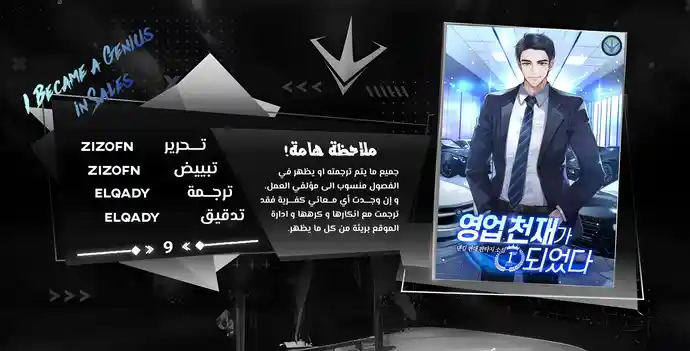 I BECAME A GENIUS
IN SALES
ZIZOFN تحرير
ZIZOFN تبييض
ELQADY ترجمة
ELQADY تدقيق
9
ملاحظة هامة!
جميع ما يتم ترجمته او يظهر في
الفصول منسوب الى مؤلفي العمل،
و إن وجدت أي معاني كفرية فقد
ترجمت مع انكارها و كرهها و ادارة
الموقع بريئة من كل ما يظهر.
영업 천재가
되었다